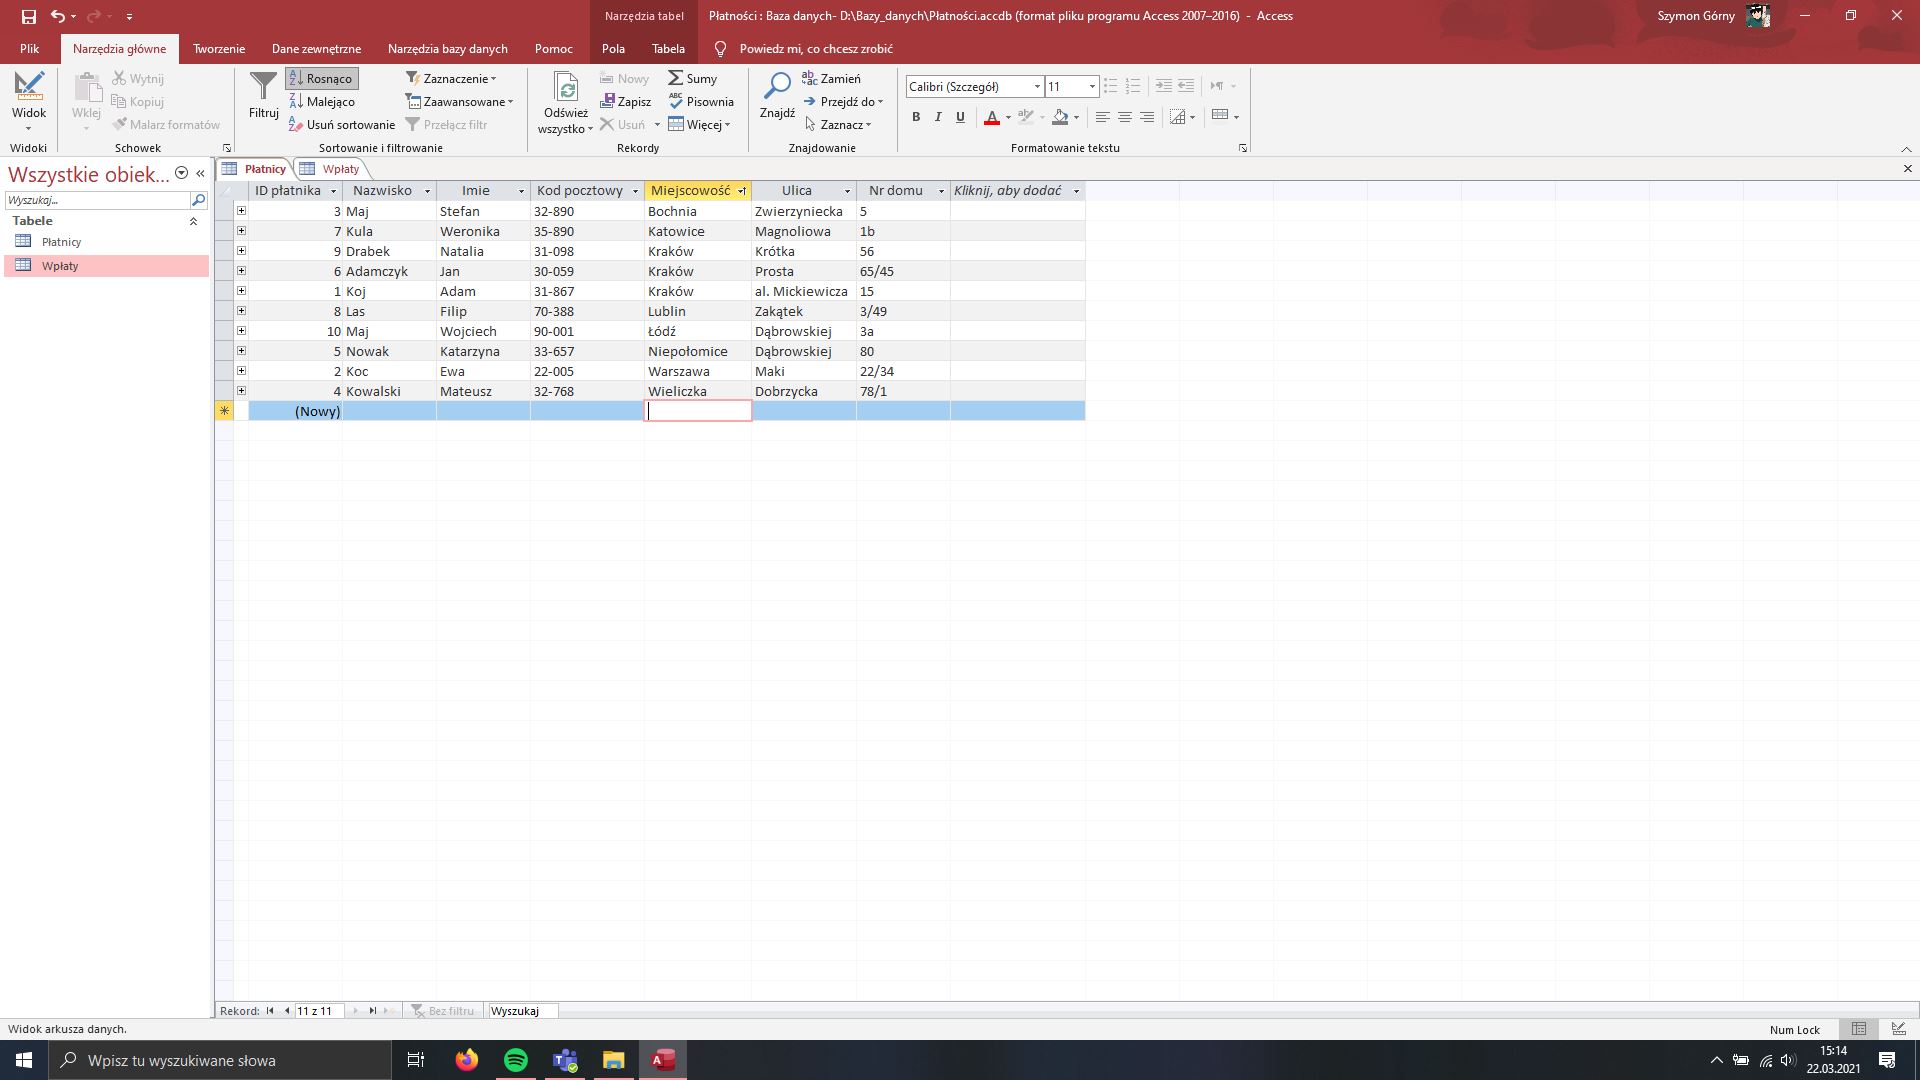 Narzędzia tabel
Płatności : Baza danych- D:\Bazy_danych\Płatności.accdb (format pliku programu Access 2007–2016)  -  Access
Szymon Górny
Plik
Narzędzia główne
Tworzenie
Dane zewnętrzne
Narzędzia bazy danych
Pomoc
Pola
Tabela
Powiedz mi, co chcesz zrobić
Widok
Widoki
Wklej
Wytnij
Kopiuj
Malarz formatów
Schowek
Filtruj
Rosnąco
Malejąco
Usuń sortowanie
Zaznaczenie
Zaawansowane
Przełącz filtr
Sortowanie i filtrowanie
Odśwież
wszystko
Nowy
Zapisz
Usuń
Sumy
Pisownia
Więcej
Rekordy
Znajdź
Zamień
Przejdź do
Zaznacz
Znajdowanie
Calibri (Szczegół)
11
B I U
Formatowanie tekstu
Wszystkie obiek...
Wyszukaj...
Tabele
Płatnicy
Wpłaty
Płatnicy
Wpłaty
ID płatnika Nazwisko Imie Kod pocztowy Miejscowość Ulica Nr domu Kliknij, aby dodać
3 Maj Stefan 32-890 Bochnia Zwierzyniecka 5
7 Kula Weronika 35-890 Katowice Magnoliowa 1b
9 Drabek Natalia 31-098 Kraków Krótka 56
6 Adamczyk Jan 30-059 Kraków Prosta 65/45
1 Koj Adam 31-867 Kraków al. Mickiewicza 15
8 Las Filip 70-388 Lublin Zakątek 3/49
10 Maj Wojciech 90-001 Łódź Dąbrowskiej 3a
5 Nowak Katarzyna 33-657 Niepołomice Dąbrowskiej 80
2 Koc Ewa 22-005 Warszawa Maki 22/34
4 Kowalski Mateusz 32-768 Wieliczka Dobrzycka 78/1
(Nowy)
Rekord: 11 z 11 Bez filtru Wyszukaj
Widok arkusza danych.
Num Lock
Wpisz tu wyszukiwane słowa
15:14
22.03.2021